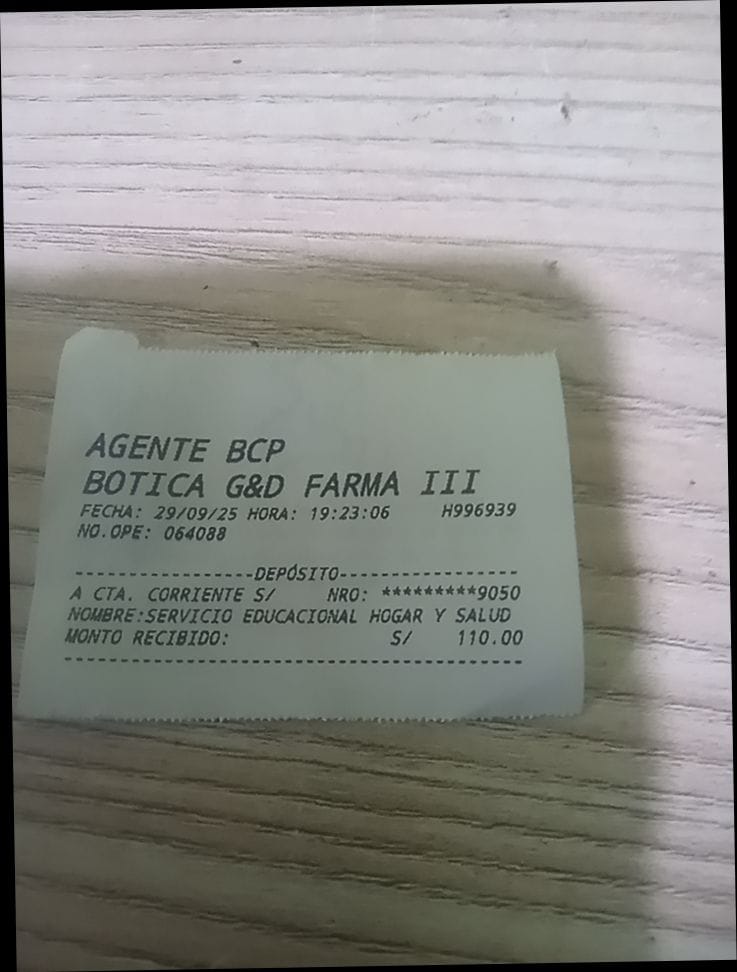 AGENTE BCP
BOTICA G&D FARMA III
FECHA: 29/09/25 HORA: 19:23:06 H996939
NO.OPE: 064088
-----------------DEPÓSITO-----------------
A CTA. CORRIENTE S/ NRO: *********9050
NOMBRE:SERVICIO EDUCACIONAL HOGAR Y SALUD
MONTO RECIBIDO: S/ 110.00